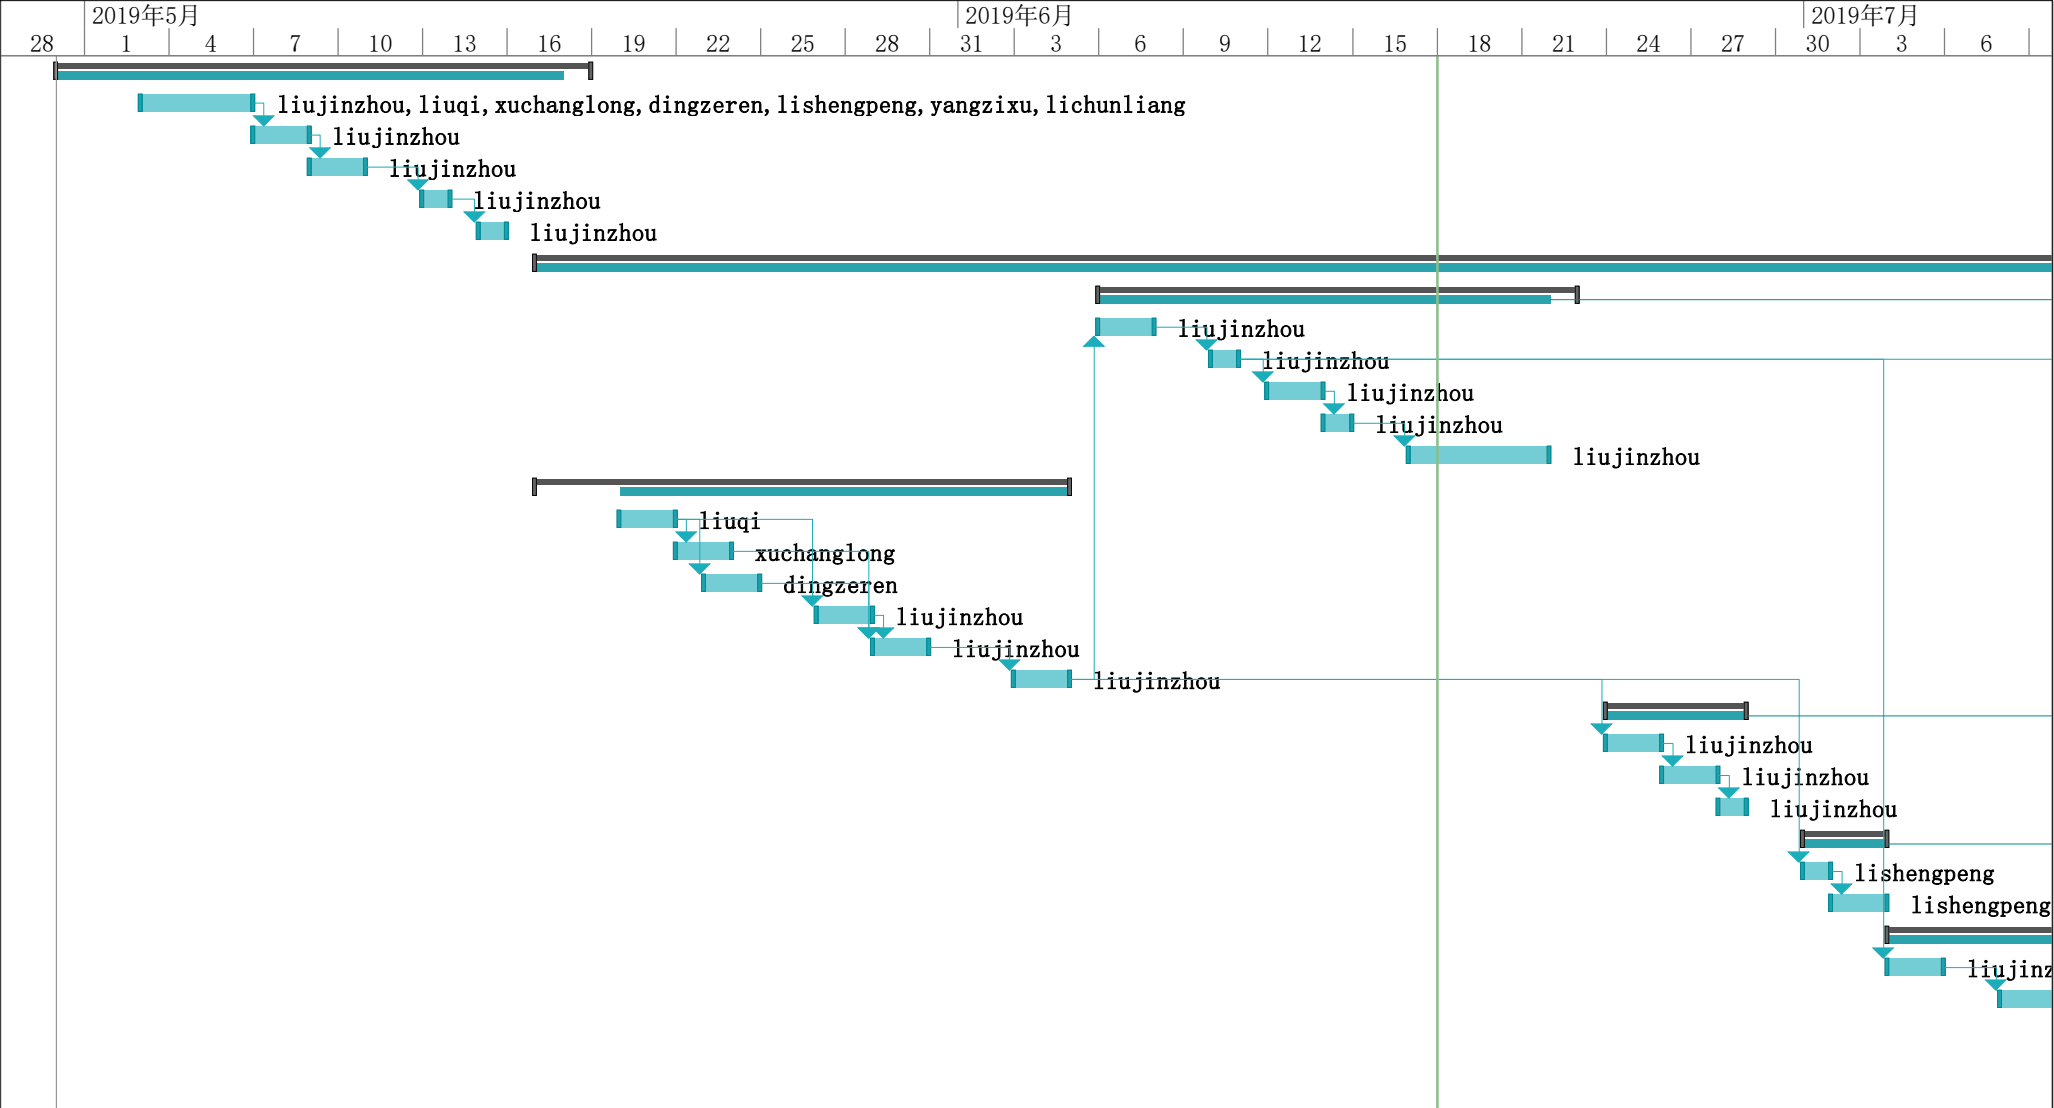 2019年5月 2019年6月 2019年7月
28 1 4 7 10 13 16 19 22 25 28 31 3 6 9 12 15 18 21 24 27 30 3 6
liujinzhou,liuqi,xuchanglong,dingzeren,lishengpeng,yangzixu,lichunliang
liujinzhou
liujinzhou
liujinzhou
liujinzhou
liujinzhou
liujinzhou
liujinzhou
liujinzhou
liujinzhou
liuqi
xuchanglong
dingzeren
liujinzhou
liujinzhou
liujinzhou
liujinzhou
liujinzhou
liujinzhou
lishengpeng
lishengpeng
liujinz